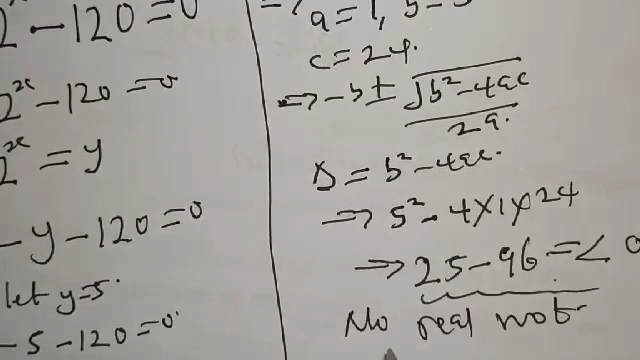 2 - 120 = 0
2^x - 120 = 0
2^x = y
- y - 120 = 0
let y=5.
- 5 - 120 = 0
a = 1, b = 5
c = 24.
⇒ -b ± √b² - 4ac
2a.
D = b² - 4ac.
⇒ 5² - 4×1×24
⇒ 25 - 96 = < 0
No real root.